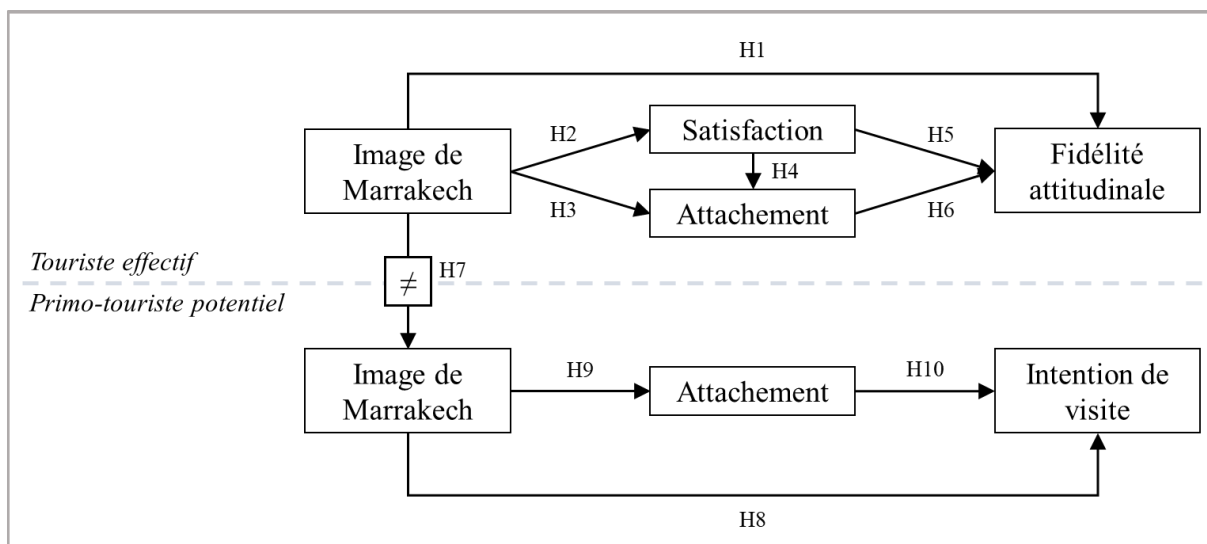 H1
Satisfaction
H2
H5
Image de
Marrakech
Fidélité
attitudinale
H4
H3
Attachement
H6
Touriste effectif
≠
H7
Primo-touriste potentiel
Image de
Marrakech
H9
Attachement
H10
Intention de
visite
H8